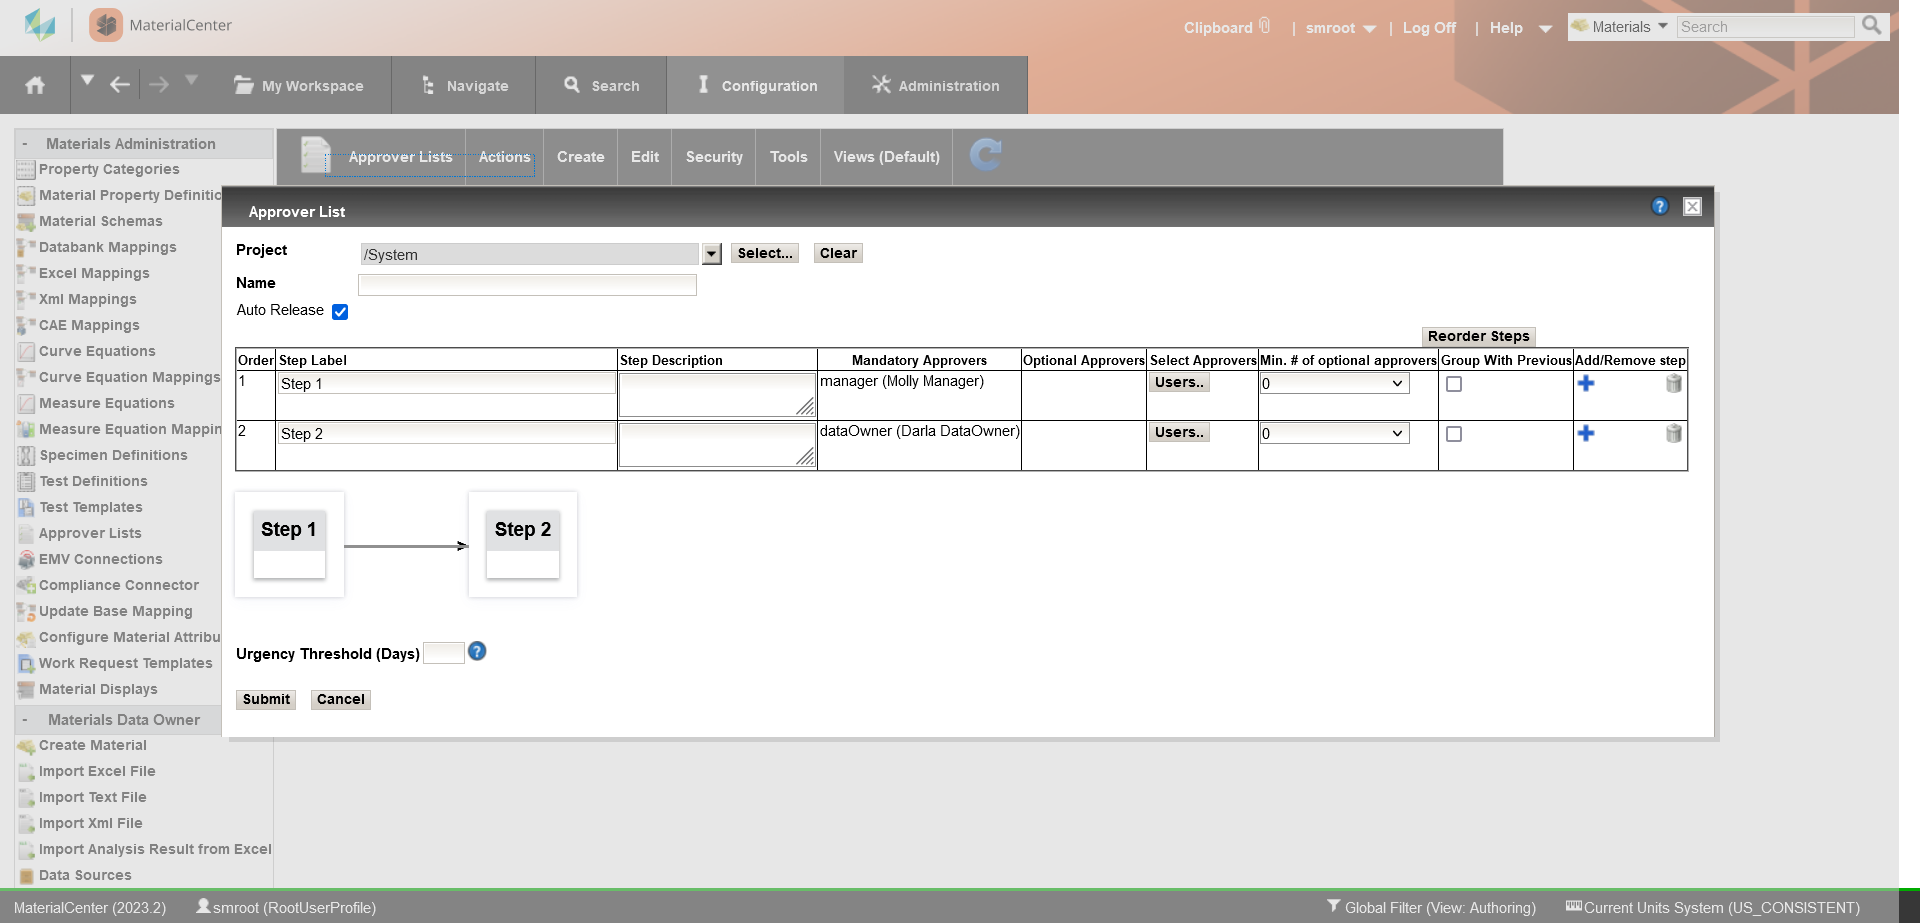 MaterialCenter
Clipboard | smroot | Log Off | Help Materials Search
My Workspace Navigate Search Configuration Administration
- Materials Administration
Approver Lists Actions Create Edit Security Tools Views (Default)
Property Categories
Material Property Definitio
Material Schemas
Databank Mappings
Excel Mappings
Xml Mappings
CAE Mappings
Curve Equations
Curve Equation Mappings
Measure Equations
Measure Equation Mappin
Specimen Definitions
Test Definitions
Test Templates
Approver Lists
EMV Connections
Compliance Connector
Update Base Mapping
Configure Material Attribu
Work Request Templates
Material Displays
- Materials Data Owner
Create Material
Import Excel File
Import Text File
Import Xml File
Import Analysis Result from Excel
Data Sources
Approver List ?
Project /System Select... Clear
Name
Auto Release
Reorder Steps
Order Step Label Step Description Mandatory Approvers Optional Approvers Select Approvers Min. # of optional approvers Group With Previous Add/Remove step
1 Step 1 manager (Molly Manager) Users.. 0
2 Step 2 dataOwner (Darla DataOwner) Users.. 0
Step 1 Step 2
Urgency Threshold (Days) ?
Submit Cancel
MaterialCenter (2023.2) smroot (RootUserProfile) Global Filter (View: Authoring) Current Units System (US_CONSISTENT)